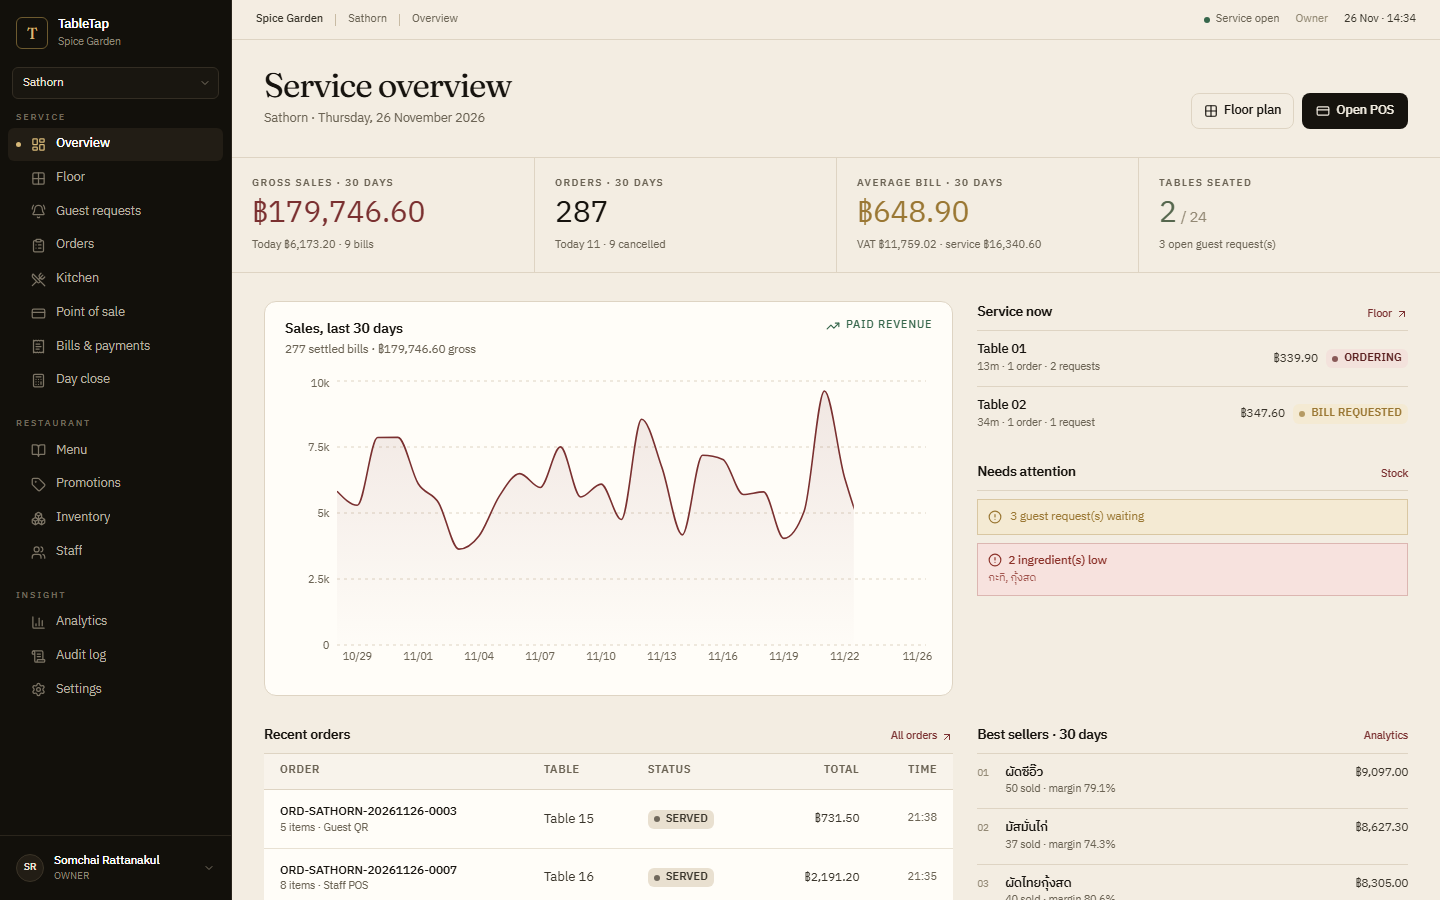 TableTap
Spice Garden
Sathorn
SERVICE
Overview
Floor
Guest requests
Orders
Kitchen
Point of sale
Bills & payments
Day close
RESTAURANT
Menu
Promotions
Inventory
Staff
INSIGHT
Analytics
Audit log
Settings
SR
Somchai Rattanakul
OWNER
Spice Garden
Sathorn
Overview
Service open
Owner
26 Nov · 14:34
Service overview
Sathorn · Thursday, 26 November 2026
Floor plan
Open POS
GROSS SALES · 30 DAYS
฿179,746.60
Today ฿6,173.20 · 9 bills
ORDERS · 30 DAYS
287
Today 11 · 9 cancelled
AVERAGE BILL · 30 DAYS
฿648.90
VAT ฿11,759.02 · service ฿16,340.60
TABLES SEATED
2 / 24
3 open guest request(s)
Sales, last 30 days
277 settled bills · ฿179,746.60 gross
PAID REVENUE
10k
7.5k
5k
2.5k
0
10/29 11/01 11/04 11/07 11/10 11/13 11/16 11/19 11/22 11/26
Service now
Floor
Table 01
13m · 1 order · 2 requests
฿339.90
ORDERING
Table 02
34m · 1 order · 1 request
฿347.60
BILL REQUESTED
Needs attention
Stock
3 guest request(s) waiting
2 ingredient(s) low
กะทิ, กุ้งสด
Recent orders
All orders
ORDER TABLE STATUS TOTAL TIME
ORD-SATHORN-20261126-0003
5 items · Guest QR
Table 15
SERVED
฿731.50
21:38
ORD-SATHORN-20261126-0007
8 items · Staff POS
Table 16
SERVED
฿2,191.20
21:35
Best sellers · 30 days
Analytics
01
ผัดซีอิ๊ว
50 sold · margin 79.1%
฿9,097.00
02
มัสมั่นไก่
37 sold · margin 74.3%
฿8,627.30
03
ผัดไทยกุ้งสด
40 sold · margin 80.6%
฿8,305.00